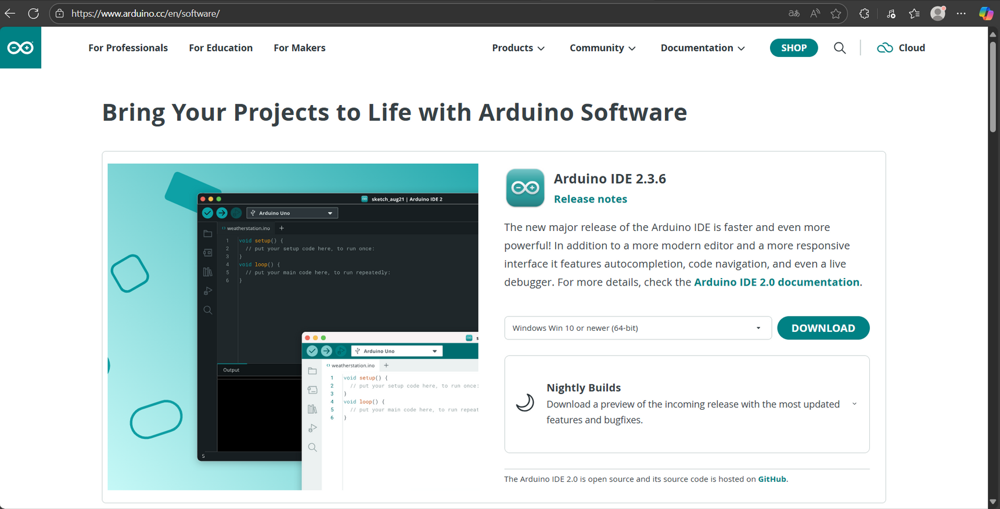 https://www.arduino.cc/en/software/
For Professionals For Education For Makers Products Community Documentation SHOP Cloud
Bring Your Projects to Life with Arduino Software
sketch_aug21 | Arduino IDE 2
Arduino Uno
weatherstation.ino +
1 void setup() {
2 // put your setup code here, to run once:
3 }
4 void loop() {
5 // put your main code here, to run repeatedly:
6 }
Output
5
s
Arduino Uno
weatherstation.ino +
1 void setup() {
2 // put your setup code here, to run once:
3 }
4 void loop() {
5 // put your main code here, to run repeat
6 }
Arduino IDE 2.3.6
Release notes
The new major release of the Arduino IDE is faster and even more
powerful! In addition to a more modern editor and a more responsive
interface it features autocompletion, code navigation, and even a live
debugger. For more details, check the Arduino IDE 2.0 documentation.
Windows Win 10 or newer (64-bit) DOWNLOAD
Nightly Builds
Download a preview of the incoming release with the most updated
features and bugfixes.
The Arduino IDE 2.0 is open source and its source code is hosted on GitHub.